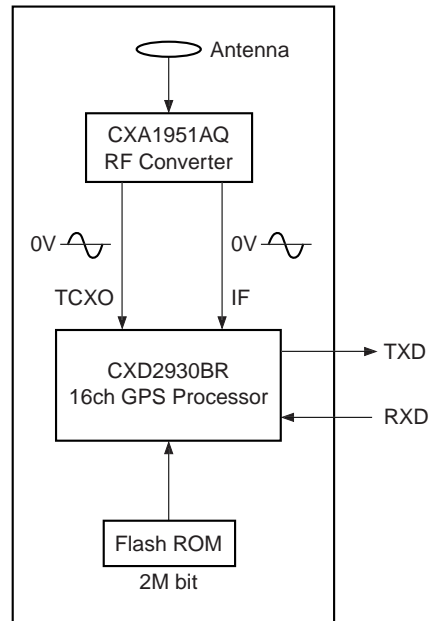 Antenna
CXA1951AQ
RF Converter
0V
0V
TCXO
IF
CXD2930BR
16ch GPS Processor
TXD
RXD
Flash ROM
2M bit